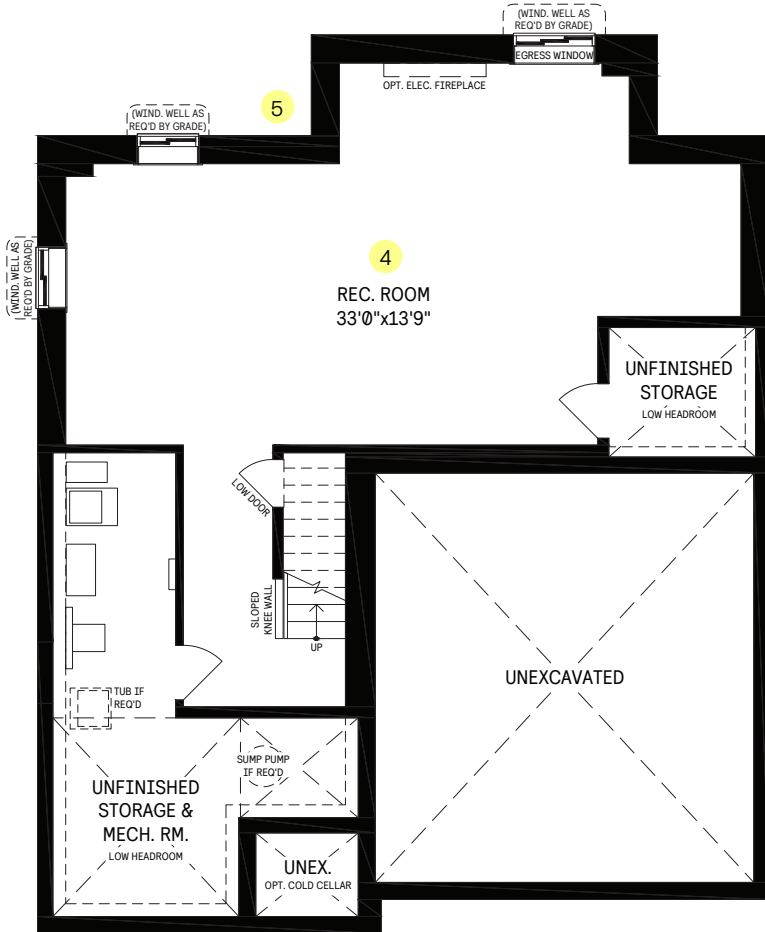 (WIND. WELL AS
REQ'D BY GRADE)
EGRESS WINDOW
OPT. ELEC. FIREPLACE
5
(WIND. WELL AS
REQ'D BY GRADE)
(WIND. WELL AS
REQ'D BY GRADE)
4
REC. ROOM
33'0"x13'9"
UNFINISHED
STORAGE
LOW HEADROOM
LOW DOOR
SLOPED
KNEE WALL
UP
UNEXCAVATED
TUB IF
REQ'D
SUMP PUMP
IF REQ'D
UNFINISHED
STORAGE &
MECH. RM.
LOW HEADROOM
UNEX.
OPT. COLD CELLAR